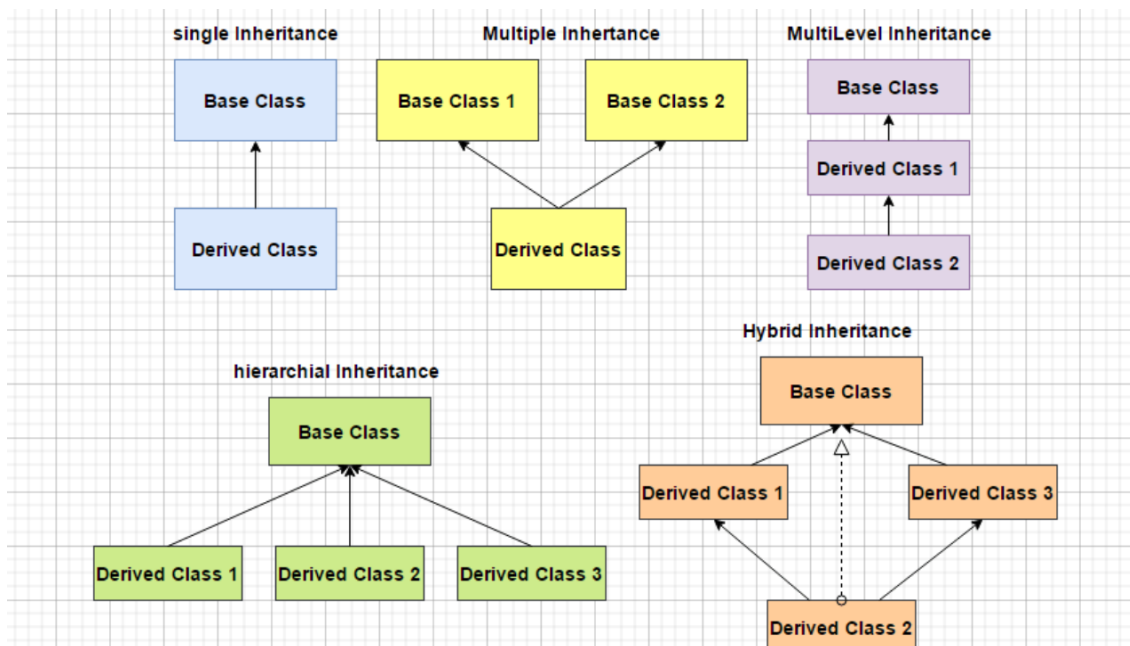 single Inheritance
Multiple Inhertance
MultiLevel Inheritance
Base Class
Base Class 1
Base Class 2
Base Class
Derived Class 1
Derived Class
Derived Class
Derived Class 2
Hybrid Inheritance
hierarchial Inheritance
Base Class
Base Class
Derived Class 1
Derived Class 3
Derived Class 1
Derived Class 2
Derived Class 3
Derived Class 2